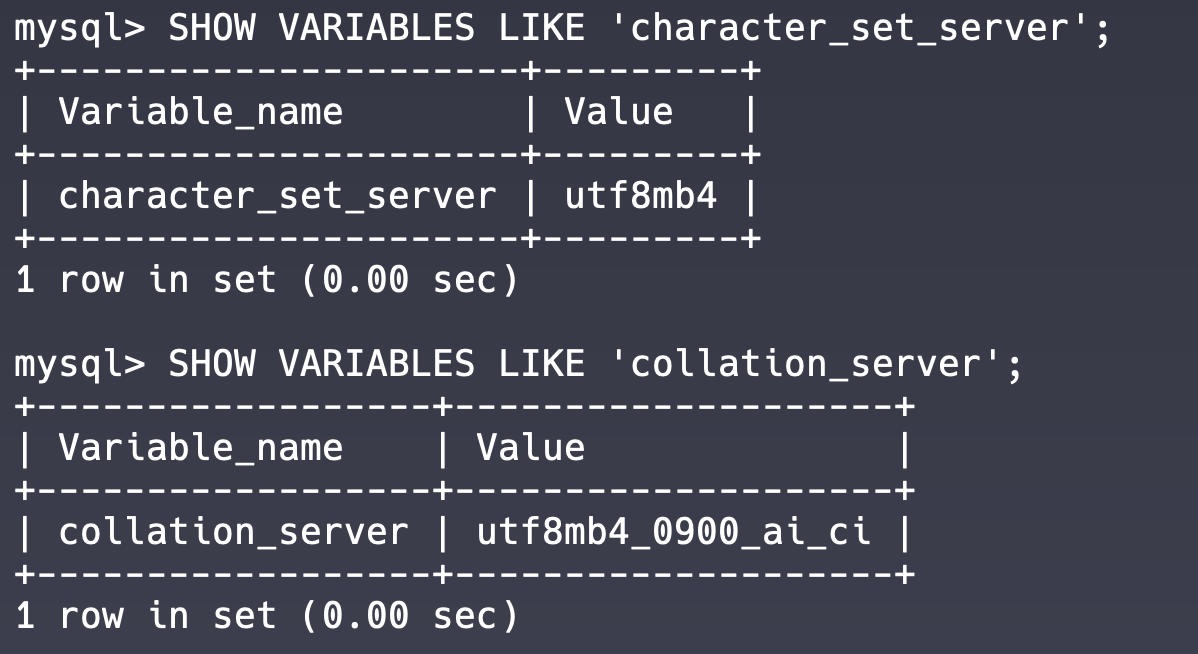 mysql> SHOW VARIABLES LIKE 'character_set_server';
+----------------------+---------+
| Variable_name        | Value   |
+----------------------+---------+
| character_set_server | utf8mb4 |
+----------------------+---------+
1 row in set (0.00 sec)

mysql> SHOW VARIABLES LIKE 'collation_server';
+------------------+--------------------+
| Variable_name    | Value              |
+------------------+--------------------+
| collation_server | utf8mb4_0900_ai_ci |
+------------------+--------------------+
1 row in set (0.00 sec)